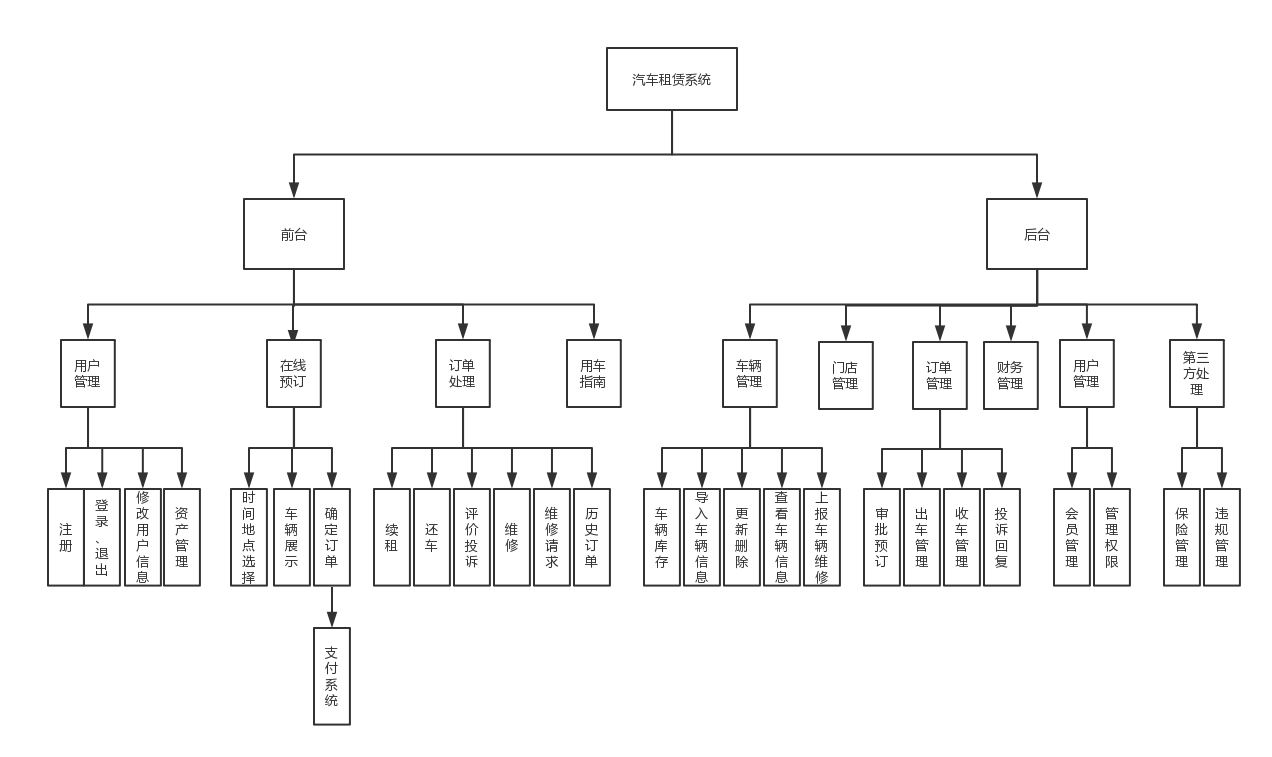 汽车租赁系统
前台
后台
用户
管理
在线
预订
订单
处理
用车
指南
车辆
管理
门店
管理
订单
管理
财务
管理
用户
管理
第三
方处
理
注册
登录、退出
修改用户信息
资产管理
时间地点选择
车辆展示
确定订单
续租
还车
评价投诉
维修
维修请求
历史订单
车辆库存
导入车辆信息
更新删除
查看车辆信息
上报车辆维修
审批预订
出车管理
收车管理
投诉回复
会员管理
管理权限
保险管理
违规管理
支付系统